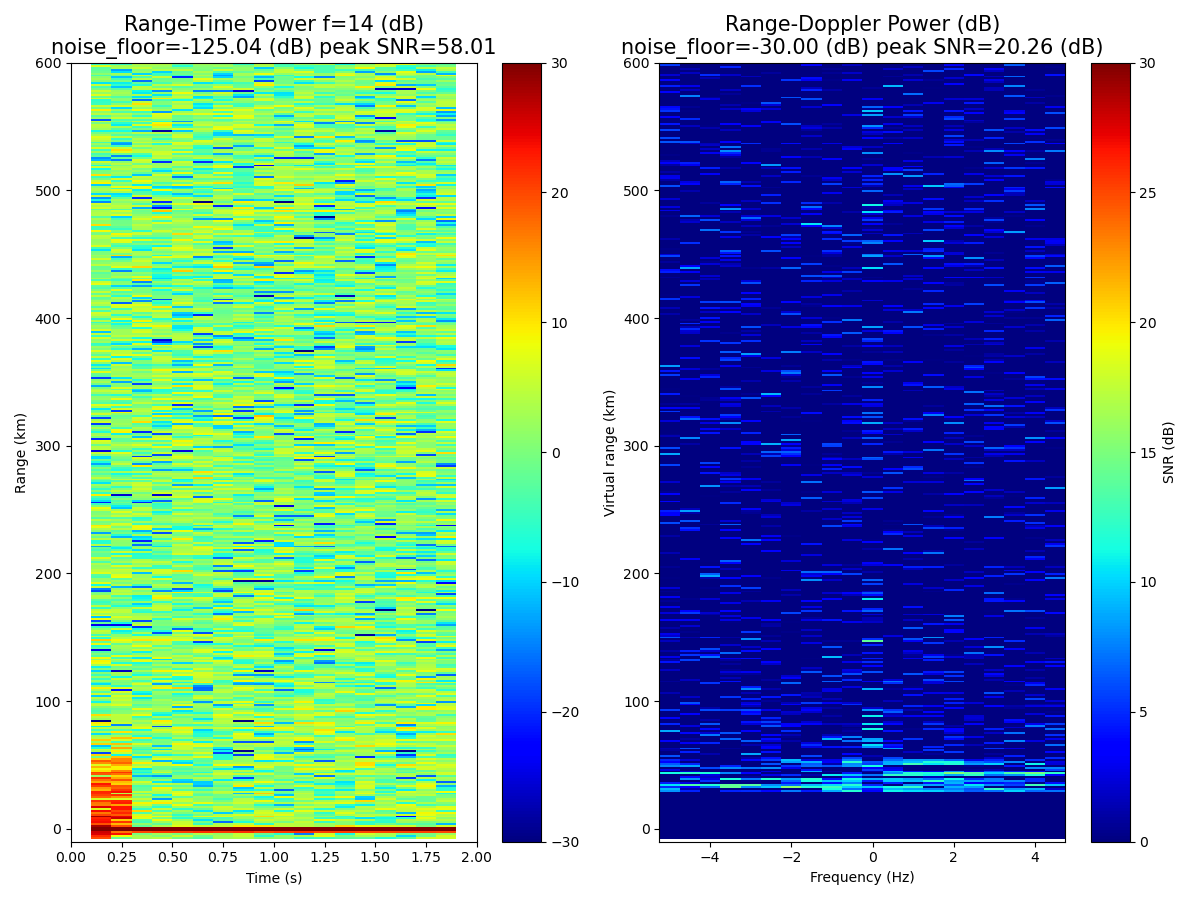 Range-Time Power f=14 (dB)
noise_floor=-125.04 (dB) peak SNR=58.01
Range-Doppler Power (dB)
noise_floor=-30.00 (dB) peak SNR=20.26 (dB)
600
500
400
300
200
100
0
Range (km)
0.00 0.25 0.50 0.75 1.00 1.25 1.50 1.75 2.00
Time (s)
30
20
10
0
−10
−20
−30
600
500
400
300
200
100
0
Virtual range (km)
−4 −2 0 2 4
Frequency (Hz)
30
25
20
15
10
5
0
SNR (dB)